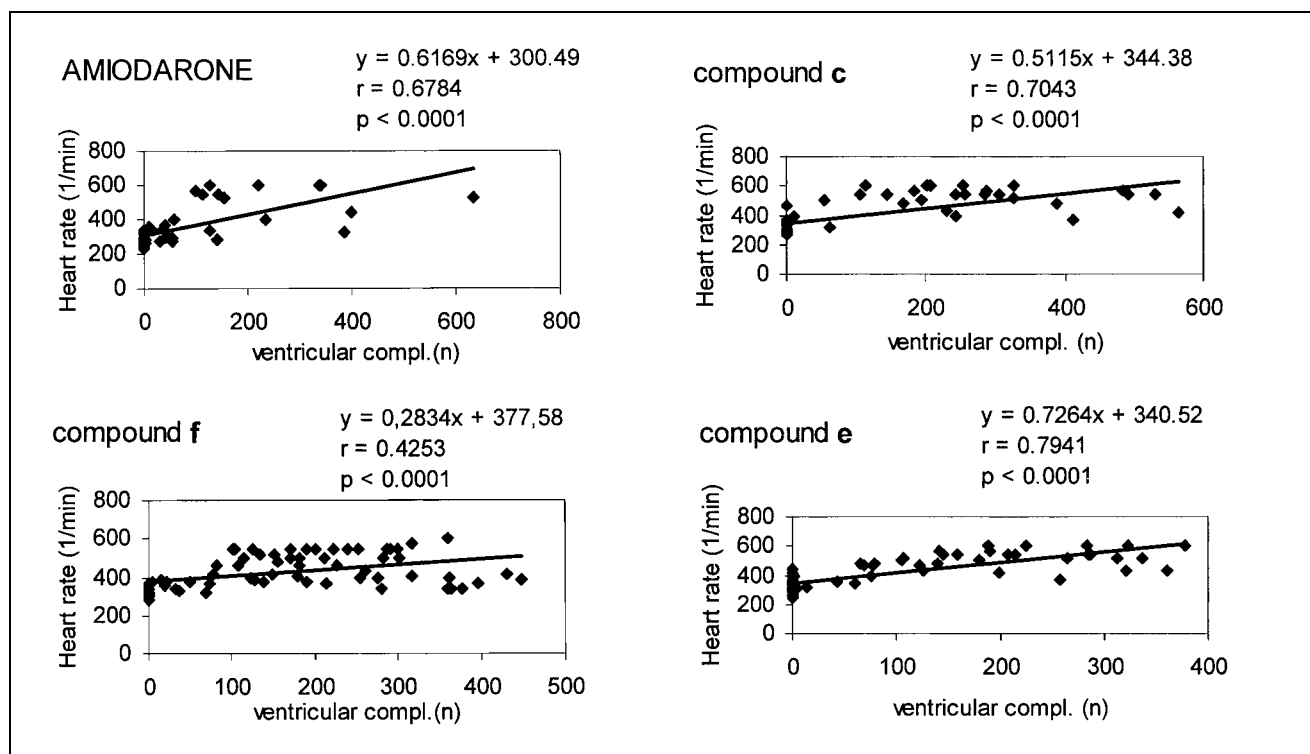 AMIODARONE
y = 0.6169x + 300.49
r = 0.6784
p < 0.0001
Heart rate (1/min)
800
600
400
200
0
0 200 400 600 800
ventricular compl.(n)
compound c
y = 0.5115x + 344.38
r = 0.7043
p < 0.0001
Heart rate (1/min)
800
600
400
200
0
0 200 400 600
ventricular compl. (n)
compound f
y = 0,2834x + 377,58
r = 0.4253
p < 0.0001
Heart rate (1/min)
800
600
400
200
0
0 100 200 300 400 500
ventricular compl.(n)
compound e
y = 0.7264x + 340.52
r = 0.7941
p < 0.0001
Heart rate (1/min)
800
600
400
200
0
0 100 200 300 400
ventricular compl. (n)